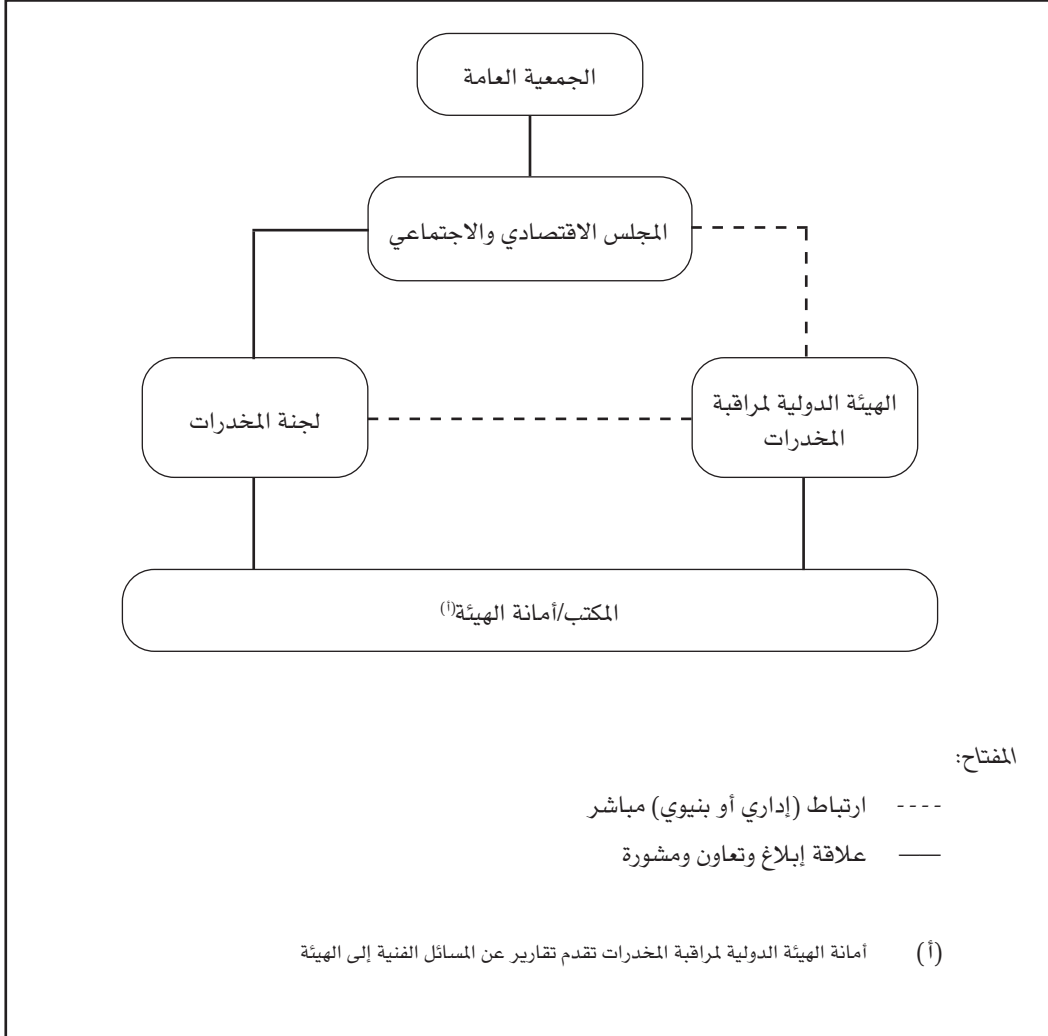 الجمعية العامة
المجلس الاقتصادي والاجتماعي
الهيئة الدولية لمراقبة
المخدرات
لجنة المخدرات
المكتب/أمانة الهيئة(أ)
المفتاح:
---- ارتباط (إداري أو بنيوي) مباشر
—— علاقة إبلاغ وتعاون ومشورة
(أ) أمانة الهيئة الدولية لمراقبة المخدرات تقدم تقارير عن المسائل الفنية إلى الهيئة